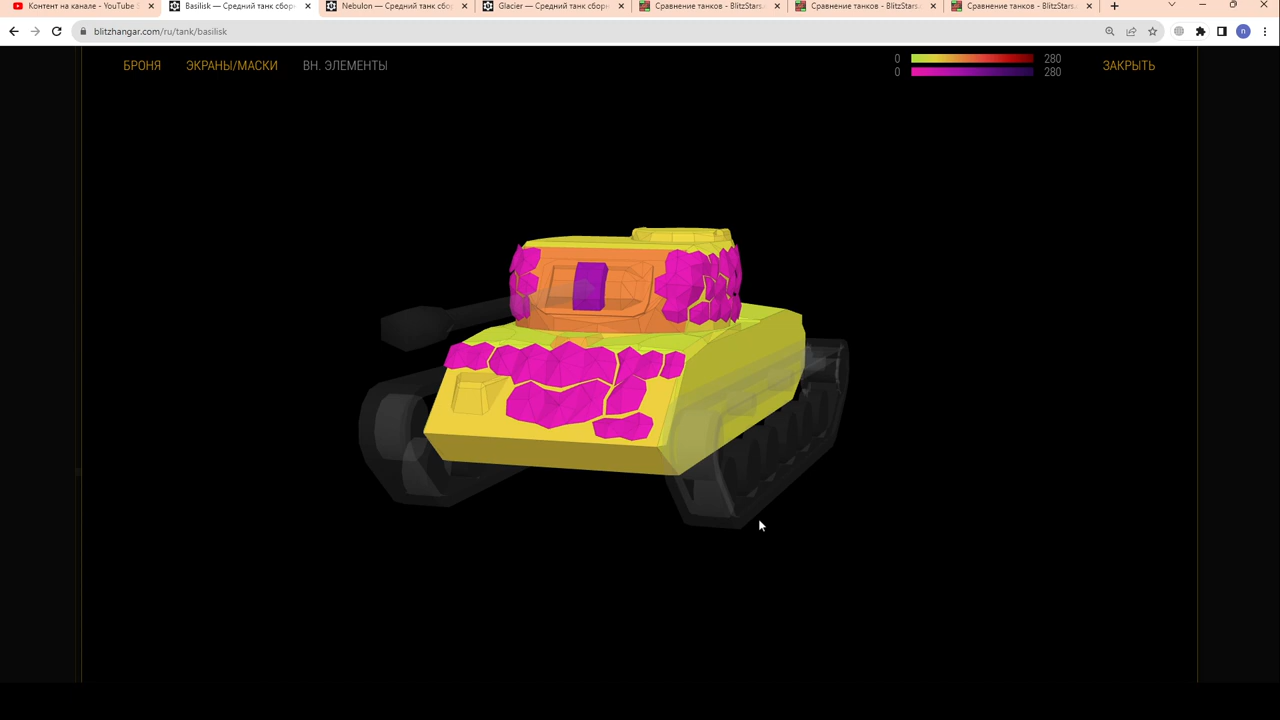 Контент на канале - YouTube
Basilisk — Средний танк сбор
Nebulon — Средний танк сбо
Glacier — Средний танк сборн
Сравнение танков - BlitzStars
Сравнение танков - BlitzStars
Сравнение танков - BlitzStars
blitzhangar.com/ru/tank/basilisk
n
БРОНЯ
ЭКРАНЫ/МАСКИ
ВН. ЭЛЕМЕНТЫ
0
280
0
280
ЗАКРЫТЬ